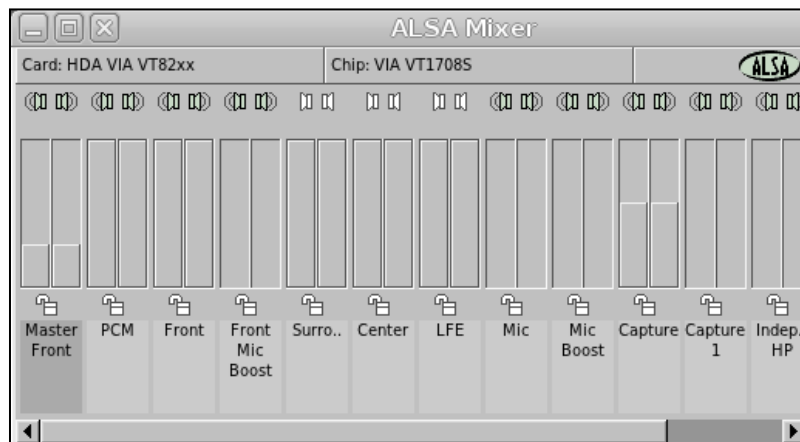 ALSA Mixer
Card: HDA VIA VT82xx
Chip: VIA VT1708S
ALSA
Master Front
PCM
Front
Front Mic Boost
Surro..
Center
LFE
Mic
Mic Boost
Capture
Capture 1
Indep. HP